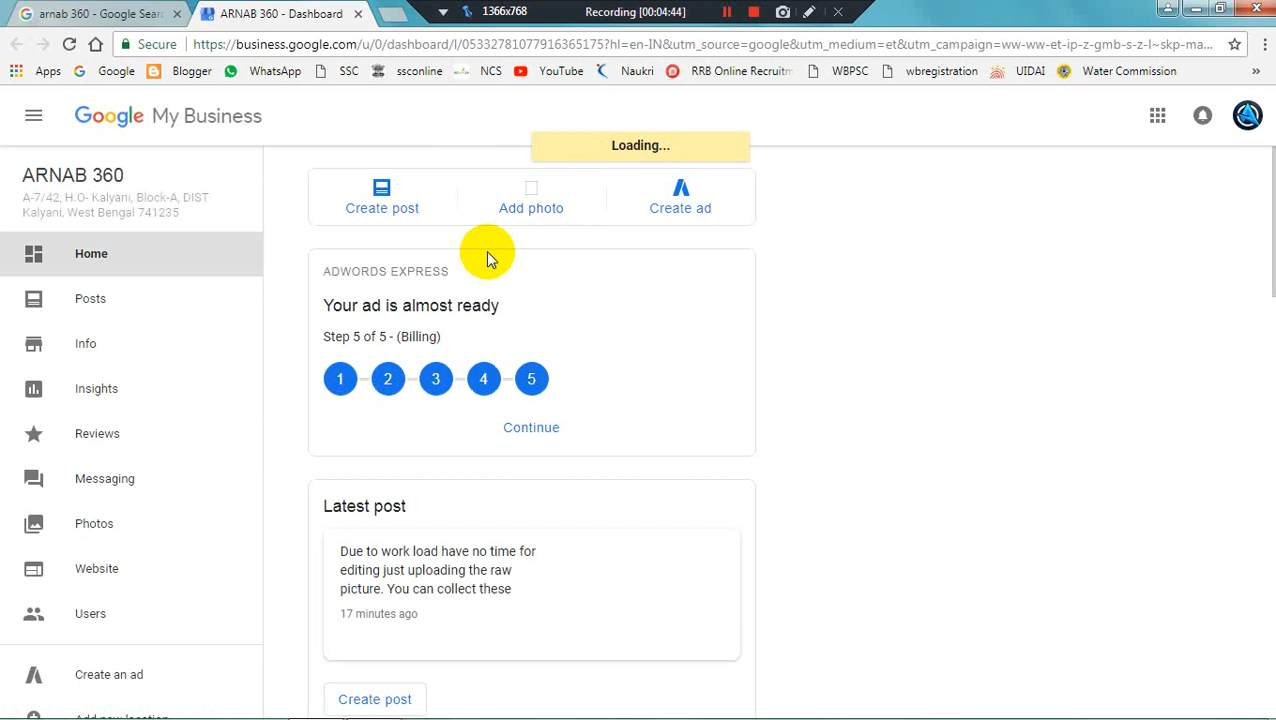 arnab 360 - Google Sear
ARNAB 360 - Dashboard
1366x768
Recording [00:04:44]
Secure
https://business.google.com/u/0/dashboard/l/05332781077916365175?hl=en-IN&utm_source=google&utm_medium=et&utm_campaign=ww-ww-et-ip-z-gmb-s-z-l~skp-ma...
Apps
Google
Blogger
WhatsApp
SSC
ssconline
NCS
YouTube
Naukri
RRB Online Recruitm
WBPSC
wbregistration
UIDAI
Water Commission
»
Google My Business
Loading...
ARNAB 360
A-7/42, H.O- Kalyani, Block-A, DIST
Kalyani, West Bengal 741235
Home
Posts
Info
Insights
Reviews
Messaging
Photos
Website
Users
Create an ad
Add new location
Create post
Add photo
Create ad
ADWORDS EXPRESS
Your ad is almost ready
Step 5 of 5 - (Billing)
1 2 3 4 5
Continue
Latest post
Due to work load have no time for
editing just uploading the raw
picture. You can collect these
17 minutes ago
Create post